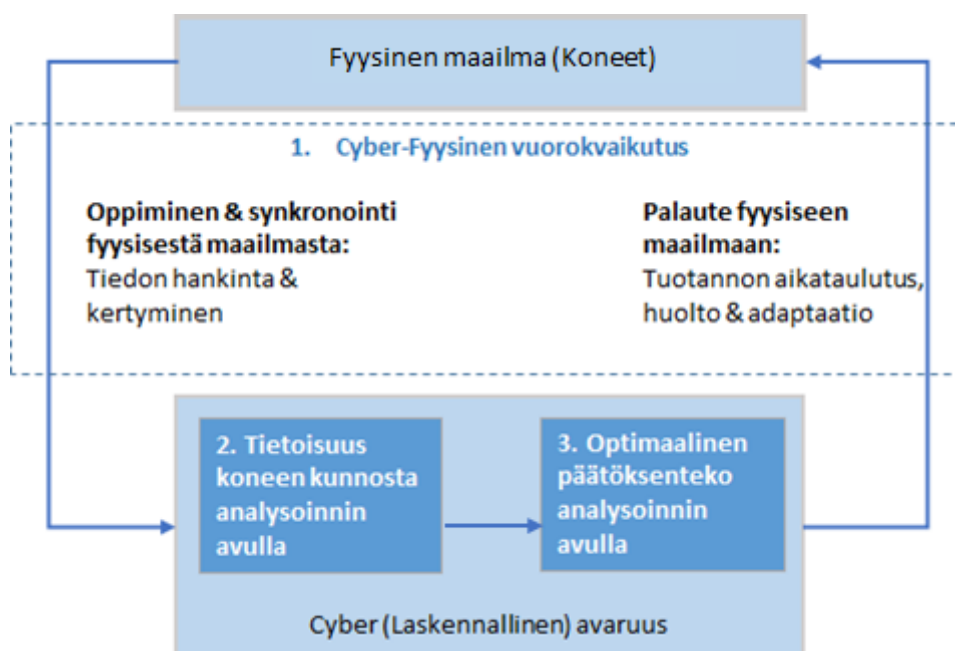 Fyysinen maailma (Koneet)
1. Cyber-Fyysinen vuorokvaikutus
Oppiminen & synkronointi
fyysisestä maailmasta:
Tiedon hankinta &
kertyminen
Palaute fyysiseen
maailmaan:
Tuotannon aikataulutus,
huolto & adaptaatio
2. Tietoisuus
koneen kunnosta
analysoinnin
avulla
3. Optimaalinen
päätöksenteko
analysoinnin
avulla
Cyber (Laskennallinen) avaruus